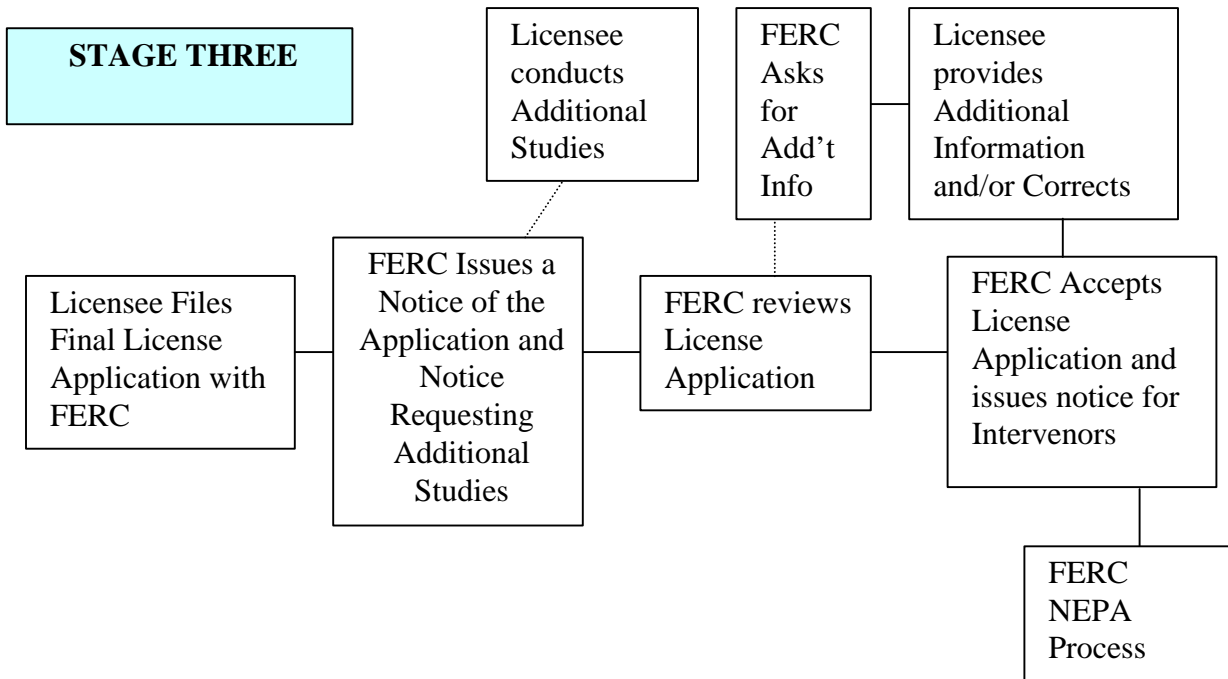 STAGE THREE
Licensee
conducts
Additional
Studies
FERC
Asks
for
Add't
Info
Licensee
provides
Additional
Information
and/or Corrects
Licensee Files
Final License
Application with
FERC
FERC Issues a
Notice of the
Application and
Notice
Requesting
Additional
Studies
FERC reviews
License
Application
FERC Accepts
License
Application and
issues notice for
Intervenors
FERC
NEPA
Process